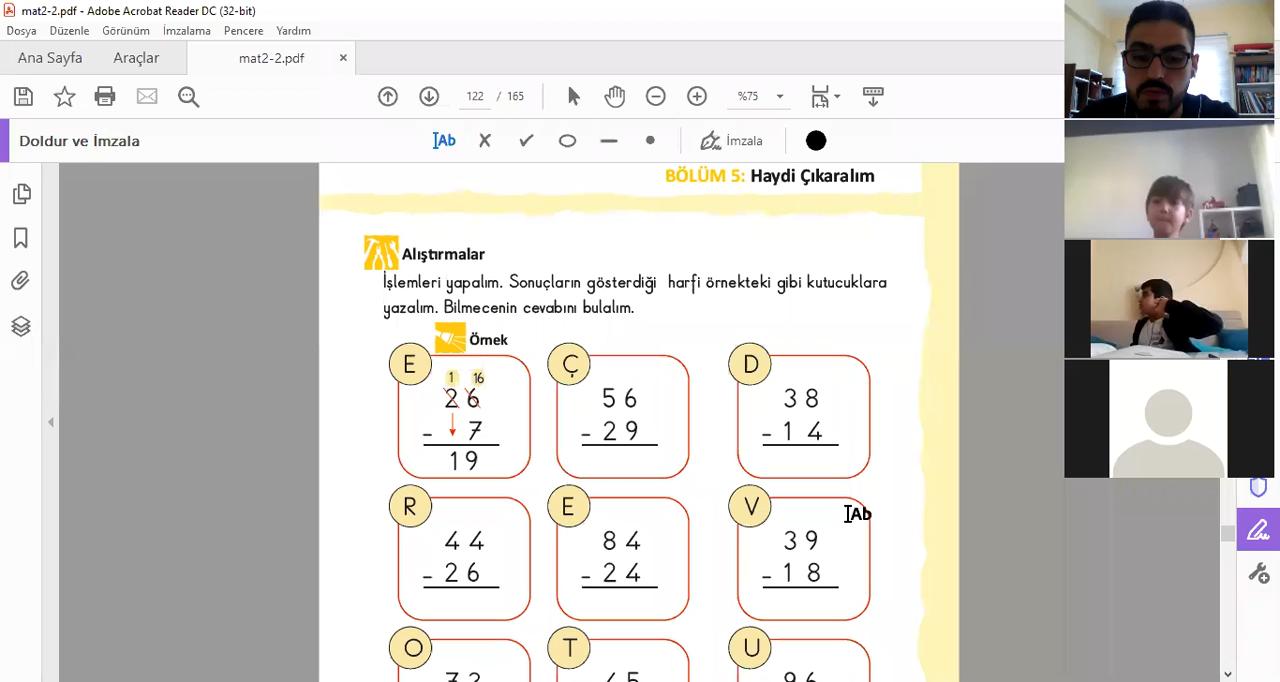 mat2-2.pdf - Adobe Acrobat Reader DC (32-bit)
Dosya Düzenle Görünüm İmzalama Pencere Yardım
Ana Sayfa Araçlar mat2-2.pdf ×
122 / 165 %75
Doldur ve İmzala Ab İmzala
BÖLÜM 5: Haydi Çıkaralım
Alıştırmalar
İşlemleri yapalım. Sonuçların gösterdiği harfi örnekteki gibi kutucuklara
yazalım. Bilmecenin cevabını bulalım.
Örnek
E Ç D
1 16
26 56 38
- 7 - 29 - 14
19
R E V
Ab
44 84 39
- 26 - 24 - 18
O T U